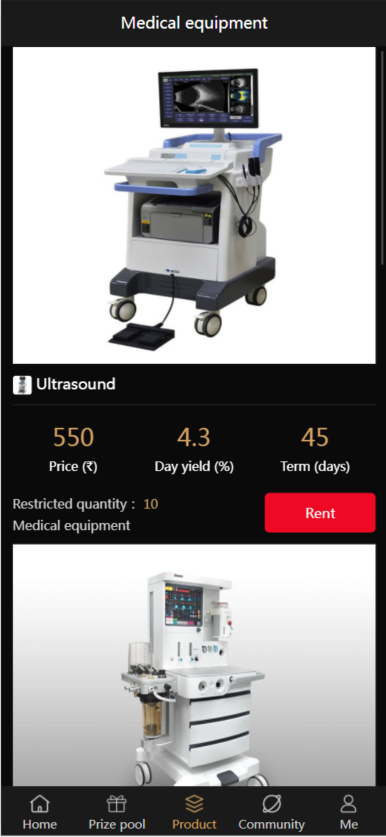 Medical equipment
Ultrasound
550 4.3 45
Price (₹) Day yield (%) Term (days)
Restricted quantity : 10
Rent
Medical equipment
Home Prize pool Product Community Me